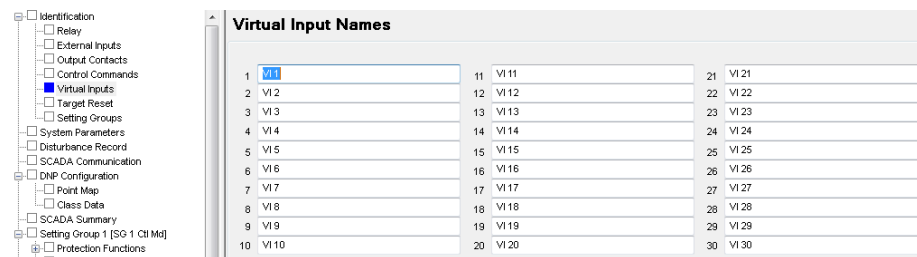 Identification
Relay
External Inputs
Output Contacts
Control Commands
Virtual Inputs
Target Reset
Setting Groups
System Parameters
Disturbance Record
SCADA Communication
DNP Configuration
Point Map
Class Data
SCADA Summary
Setting Group 1 [SG 1 Ctl Md]
Protection Functions
Virtual Input Names
1 VI 1 11 VI 11 21 VI 21
2 VI 2 12 VI 12 22 VI 22
3 VI 3 13 VI 13 23 VI 23
4 VI 4 14 VI 14 24 VI 24
5 VI 5 15 VI 15 25 VI 25
6 VI 6 16 VI 16 26 VI 26
7 VI 7 17 VI 17 27 VI 27
8 VI 8 18 VI 18 28 VI 28
9 VI 9 19 VI 19 29 VI 29
10 VI 10 20 VI 20 30 VI 30